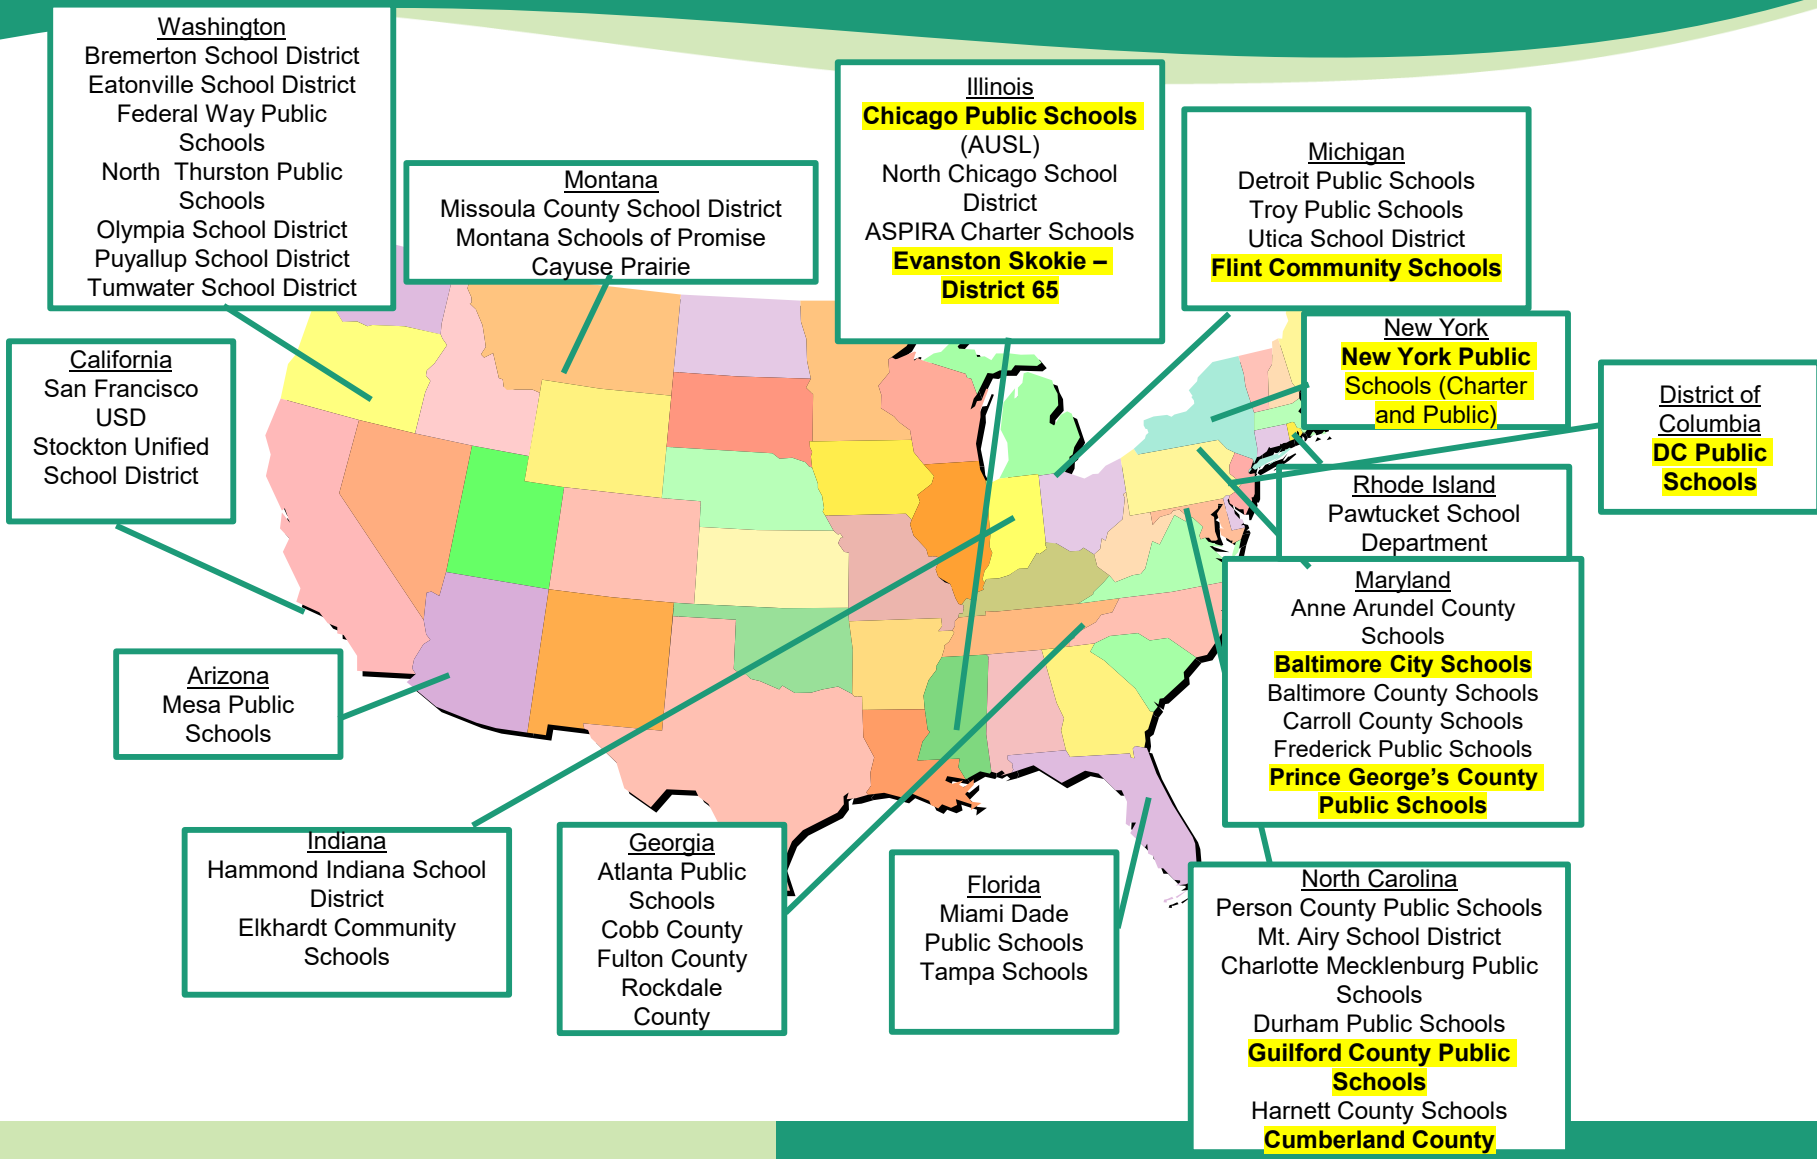 Washington
Bremerton School District
Eatonville School District
Federal Way Public
Schools
North  Thurston Public
Schools
Olympia School District
Puyallup School District
Tumwater School District
Montana
Missoula County School District
Montana Schools of Promise
Cayuse Prairie
Illinois
Chicago Public Schools
(AUSL)
North Chicago School
District
ASPIRA Charter Schools
Evanston Skokie –
District 65
Michigan
Detroit Public Schools
Troy Public Schools
Utica School District
Flint Community Schools
California
San Francisco
USD
Stockton Unified
School District
New York
New York Public
Schools (Charter
and Public)
District of
Columbia
DC Public
Schools
Rhode Island
Pawtucket School
Department
Maryland
Anne Arundel County
Schools
Baltimore City Schools
Baltimore County Schools
Carroll County Schools
Frederick Public Schools
Prince George’s County
Public Schools
Arizona
Mesa Public
Schools
Indiana
Hammond Indiana School
District
Elkhardt Community
Schools
Georgia
Atlanta Public
Schools
Cobb County
Fulton County
Rockdale
County
Florida
Miami Dade
Public Schools
Tampa Schools
North Carolina
Person County Public Schools
Mt. Airy School District
Charlotte Mecklenburg Public
Schools
Durham Public Schools
Guilford County Public
Schools
Harnett County Schools
Cumberland County